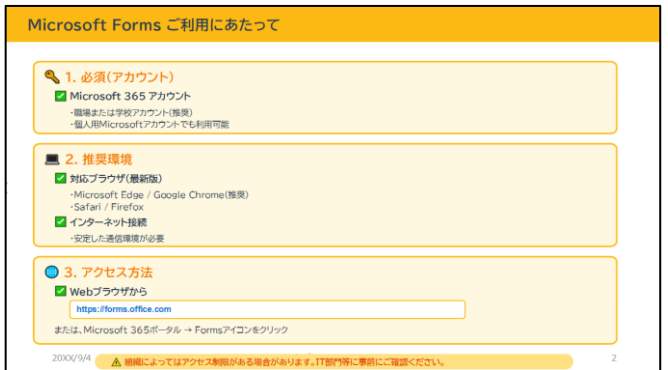 Microsoft Forms ご利用にあたって
1. 必須(アカウント)
Microsoft 365 アカウント
-職場または学校アカウント(推奨)
-個人用Microsoftアカウントでも利用可能
2. 推奨環境
対応ブラウザ(最新版)
-Microsoft Edge / Google Chrome(推奨)
-Safari / Firefox
インターネット接続
-安定した通信環境が必要
3. アクセス方法
Webブラウザから
https://forms.office.com
または、Microsoft 365ポータル → Formsアイコンをクリック
20XX/9/4
⚠ 組織によってはアクセス制限がある場合があります。IT部門等に事前にご確認ください。
2